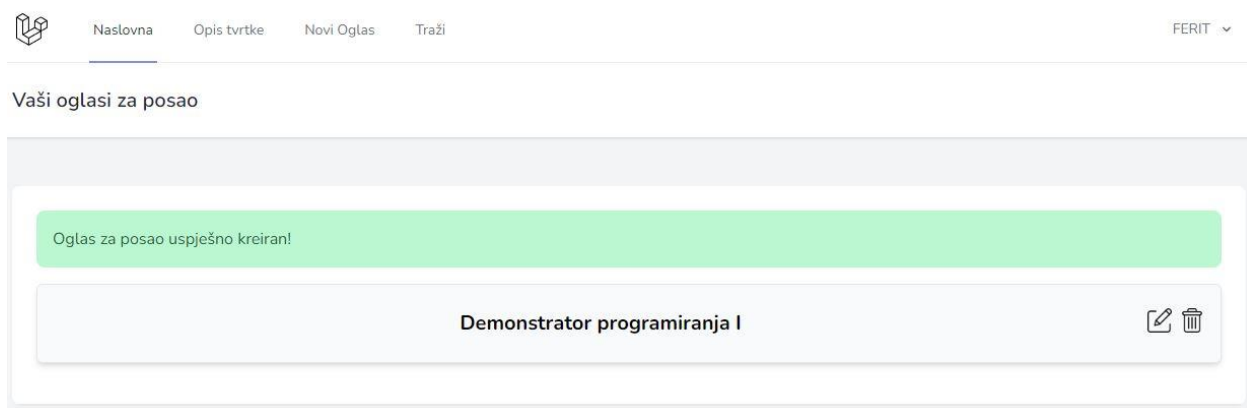 Naslovna Opis tvrtke Novi Oglas Traži FERIT
Vaši oglasi za posao
Oglas za posao uspješno kreiran!
Demonstrator programiranja I